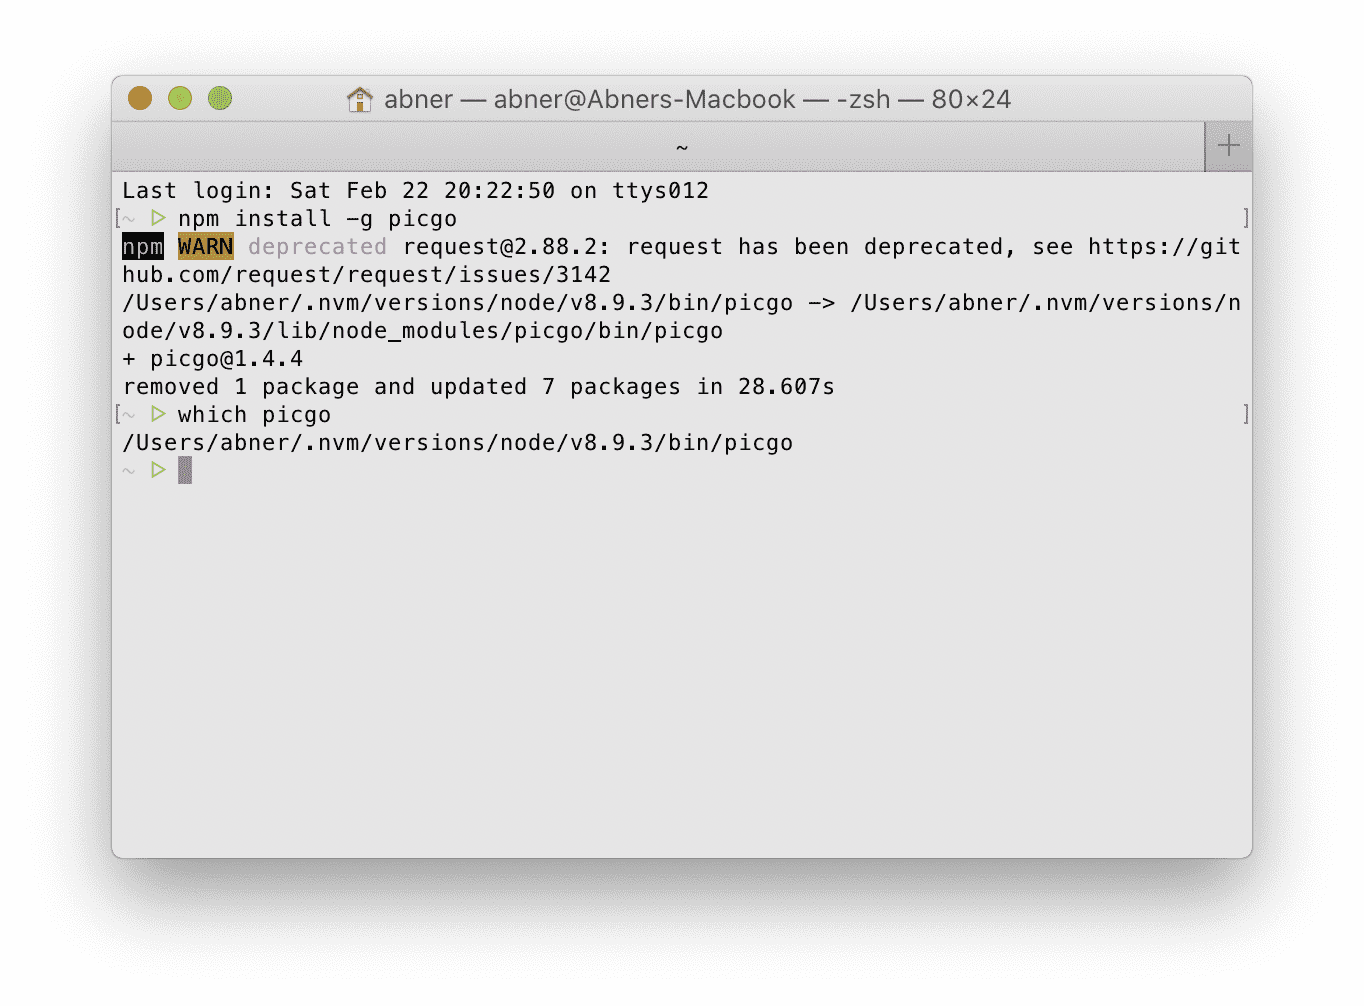 abner — abner@Abners-Macbook — -zsh — 80×24
~
+
Last login: Sat Feb 22 20:22:50 on ttys012
[~ ▷ npm install -g picgo ]
npm WARN deprecated request@2.88.2: request has been deprecated, see https://git
hub.com/request/request/issues/3142
/Users/abner/.nvm/versions/node/v8.9.3/bin/picgo -> /Users/abner/.nvm/versions/n
ode/v8.9.3/lib/node_modules/picgo/bin/picgo
+ picgo@1.4.4
removed 1 package and updated 7 packages in 28.607s
[~ ▷ which picgo ]
/Users/abner/.nvm/versions/node/v8.9.3/bin/picgo
~ ▷